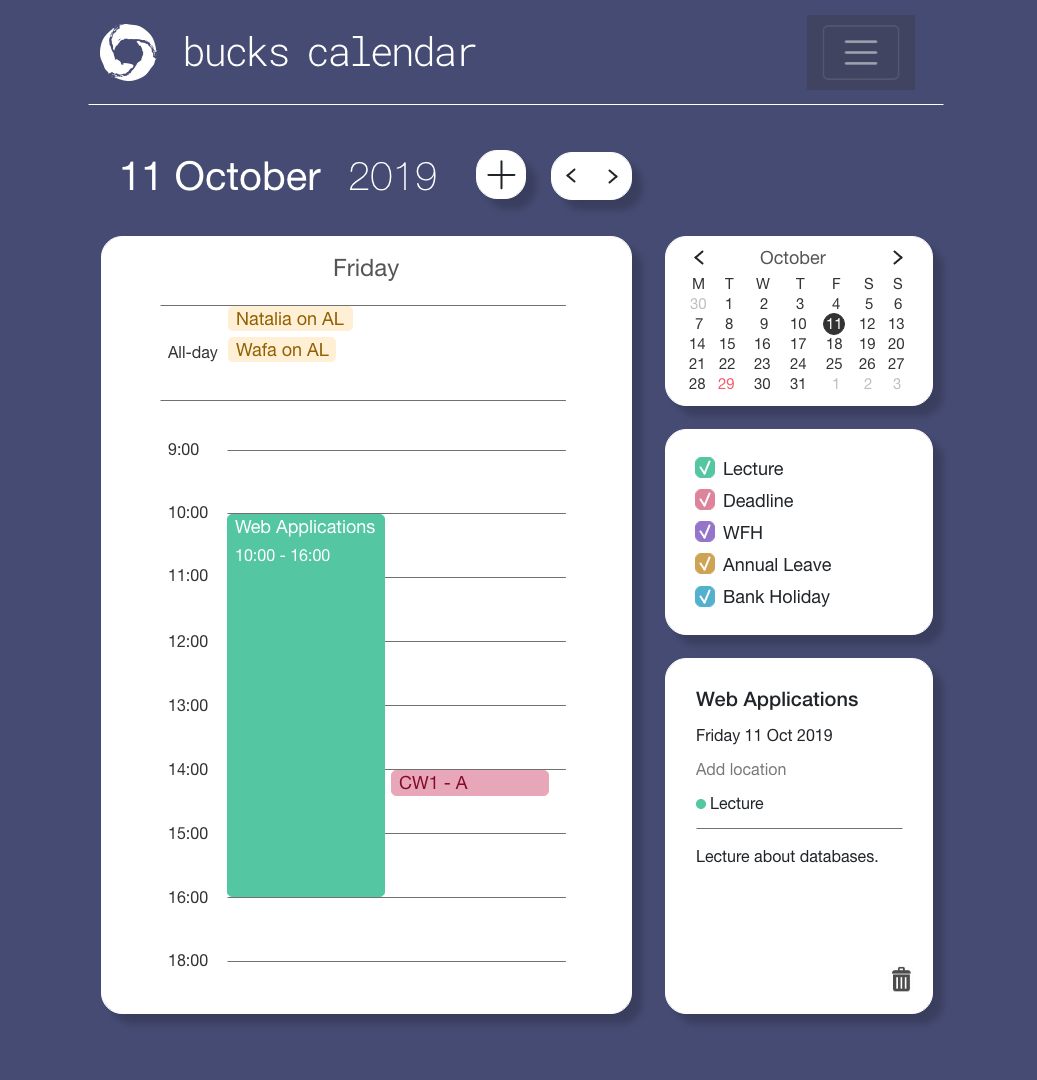 bucks calendar
11 October 2019
Friday
Natalia on AL
All-day
Wafa on AL
9:00
10:00
Web Applications
10:00 - 16:00
11:00
12:00
13:00
14:00
CW1 - A
15:00
16:00
18:00
October
M T W T F S S
30 1 2 3 4 5 6
7 8 9 10 11 12 13
14 15 16 17 18 19 20
21 22 23 24 25 26 27
28 29 30 31 1 2 3
Lecture
Deadline
WFH
Annual Leave
Bank Holiday
Web Applications
Friday 11 Oct 2019
Add location
Lecture
Lecture about databases.